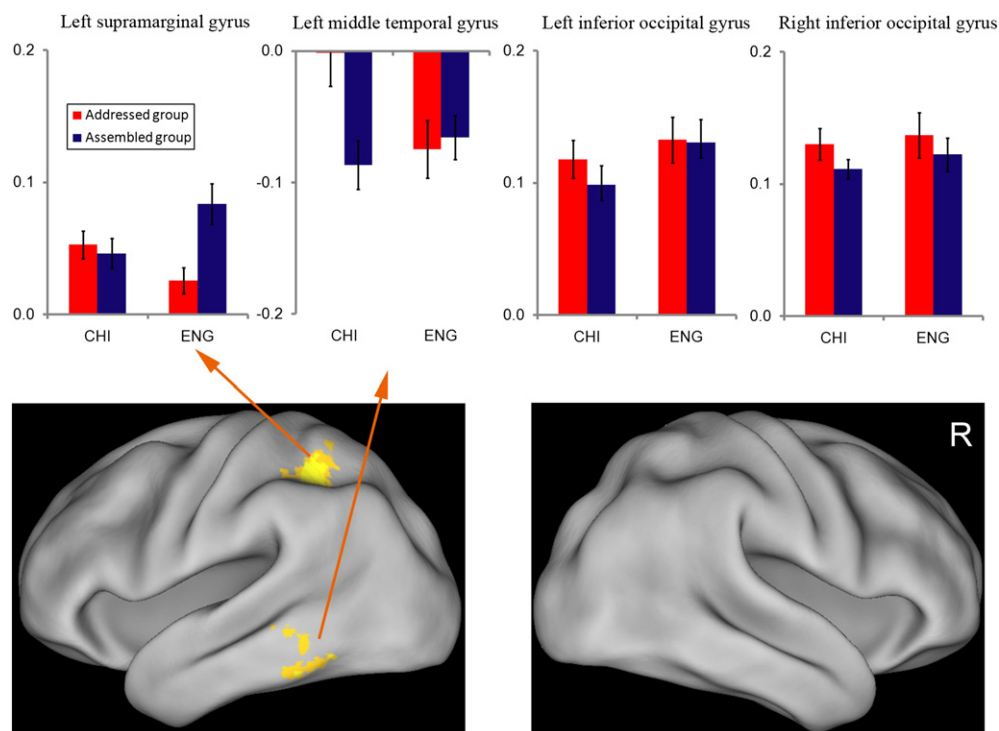 Left supramarginal gyrus
0.2
0.1
0.0
Addressed group
Assembled group
CHI ENG
Left middle temporal gyrus
0.0
-0.1
-0.2
CHI ENG
Left inferior occipital gyrus
0.2
0.1
0.0
CHI ENG
Right inferior occipital gyrus
0.2
0.1
0.0
CHI ENG
R